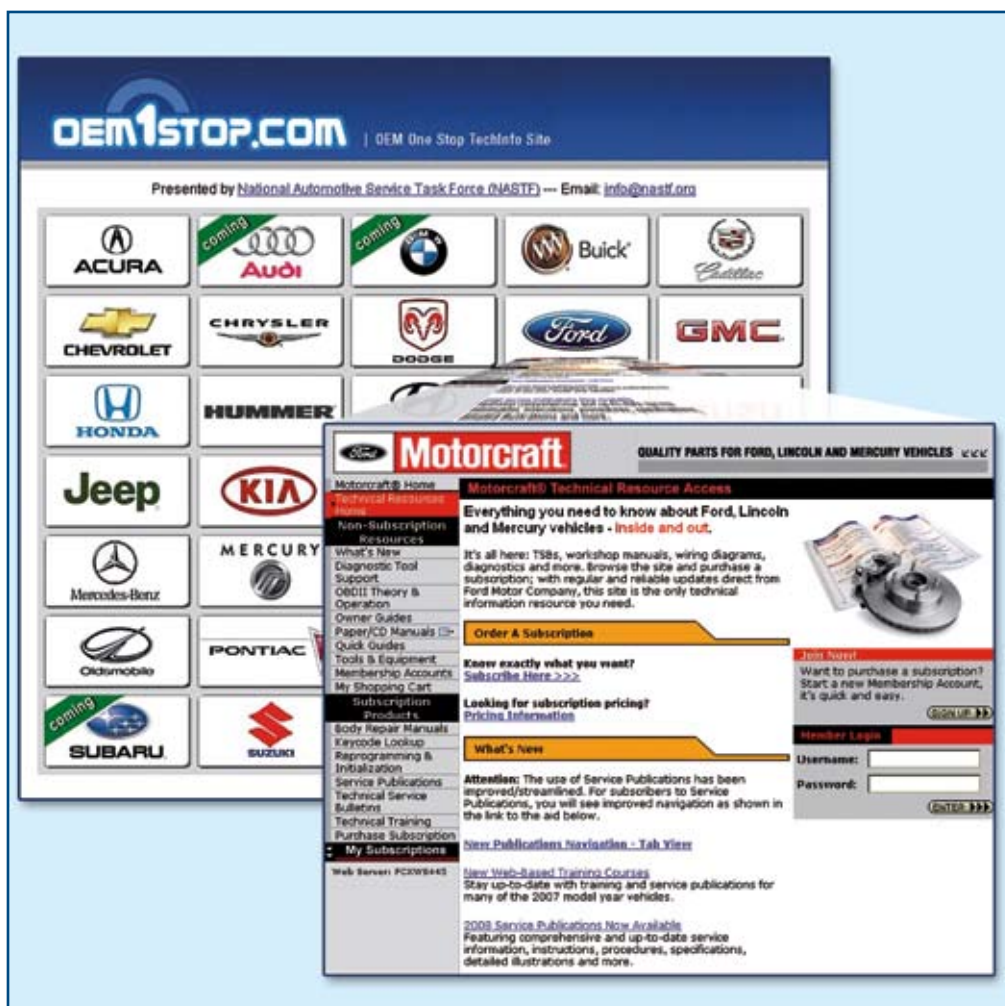 OEM1STOP.COM | OEM One Stop TechInfo Site
Presented by National Automotive Service Task Force (NASTF) --- Email: info@nastf.org
ACURA
coming Audi
coming BMW
Buick
Cadillac
CHEVROLET
CHRYSLER
DODGE
Ford
GMC
HONDA
HUMMER
Jeep
KIA
Mercedes-Benz
MERCURY
Oldsmobile
PONTIAC
coming SUBARU
SUZUKI
Ford Motorcraft
QUALITY PARTS FOR FORD, LINCOLN AND MERCURY VEHICLES
Motorcraft® Home
Technical Resources
Home
Non-Subscription
Resources
What's New
Diagnostic Tool
Support
OBDII Theory &
Operation
Owner Guides
Paper/CD Manuals
Quick Guides
Tools & Equipment
Membership Accounts
My Shopping Cart
Subscription
Products
Body Repair Manuals
Keycode Lookup
Reprogramming &
Initialization
Service Publications
Technical Service
Bulletins
Technical Training
Purchase Subscription
My Subscriptions
Motorcraft® Technical Resource Access
Everything you need to know about Ford, Lincoln
and Mercury vehicles - inside and out.
It's all here: TSBs, workshop manuals, wiring diagrams,
diagnostics and more. Browse the site and purchase a
subscription; with regular and reliable updates direct from
Ford Motor Company, this site is the only technical
information resource you need.
Order A Subscription
Know exactly what you want?
Subscribe Here >>>
Looking for subscription pricing?
Pricing Information
What's New
Attention: The use of Service Publications has been
improved/streamlined. For subscribers to Service
Publications, you will see improved navigation as shown in
the link to the aid below.
New Publications Navigation - Tab View
New Web-Based Training Courses
Stay up-to-date with training and service publications for
many of the 2007 model year vehicles.
2008 Service Publications Now Available
Featuring comprehensive and up-to-date service
information, instructions, procedures, specifications,
detailed illustrations and more.
Join Now!
Want to purchase a subscription?
Start a new Membership Account,
it's quick and easy.
SIGN UP
Member Login
Username:
Password:
ENTER